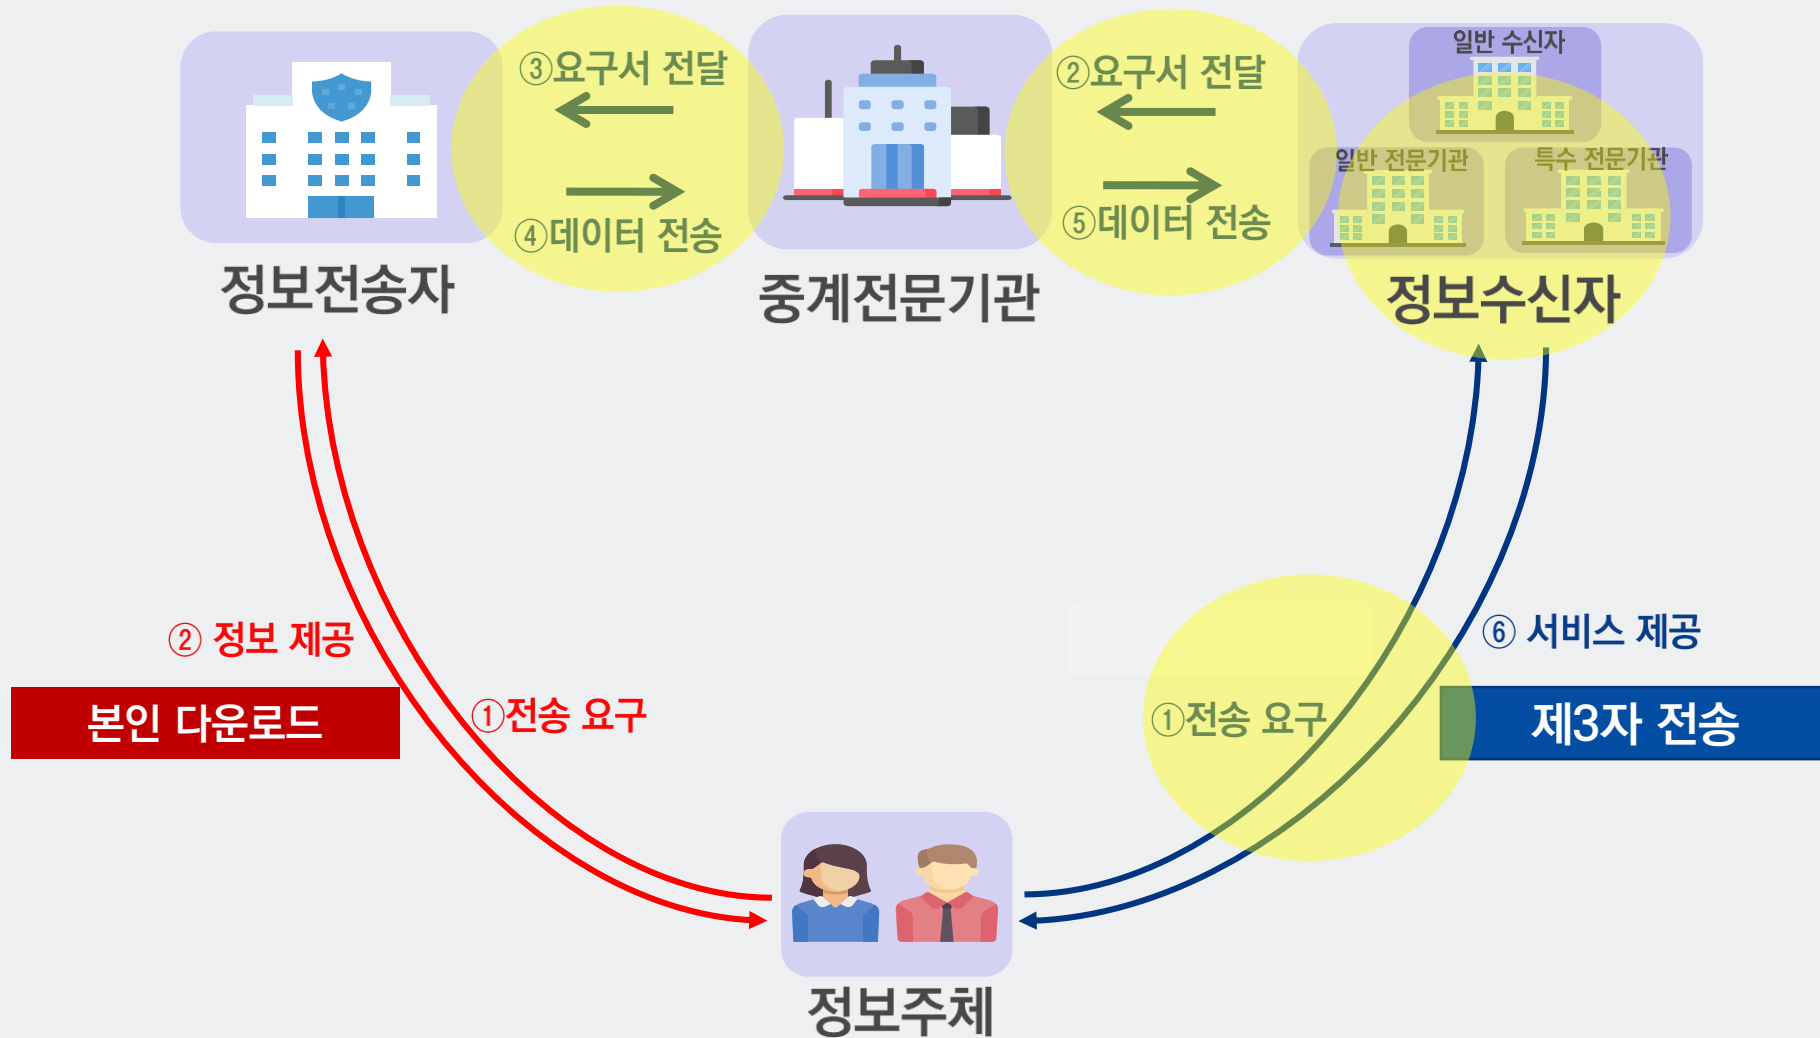 일반 수신자
③요구서 전달
②요구서 전달
일반 전문기관
특수 전문기관
④데이터 전송
⑤데이터 전송
정보전송자
중계전문기관
정보수신자
② 정보 제공
⑥ 서비스 제공
①전송 요구
①전송 요구
본인 다운로드
제3자 전송
정보주체